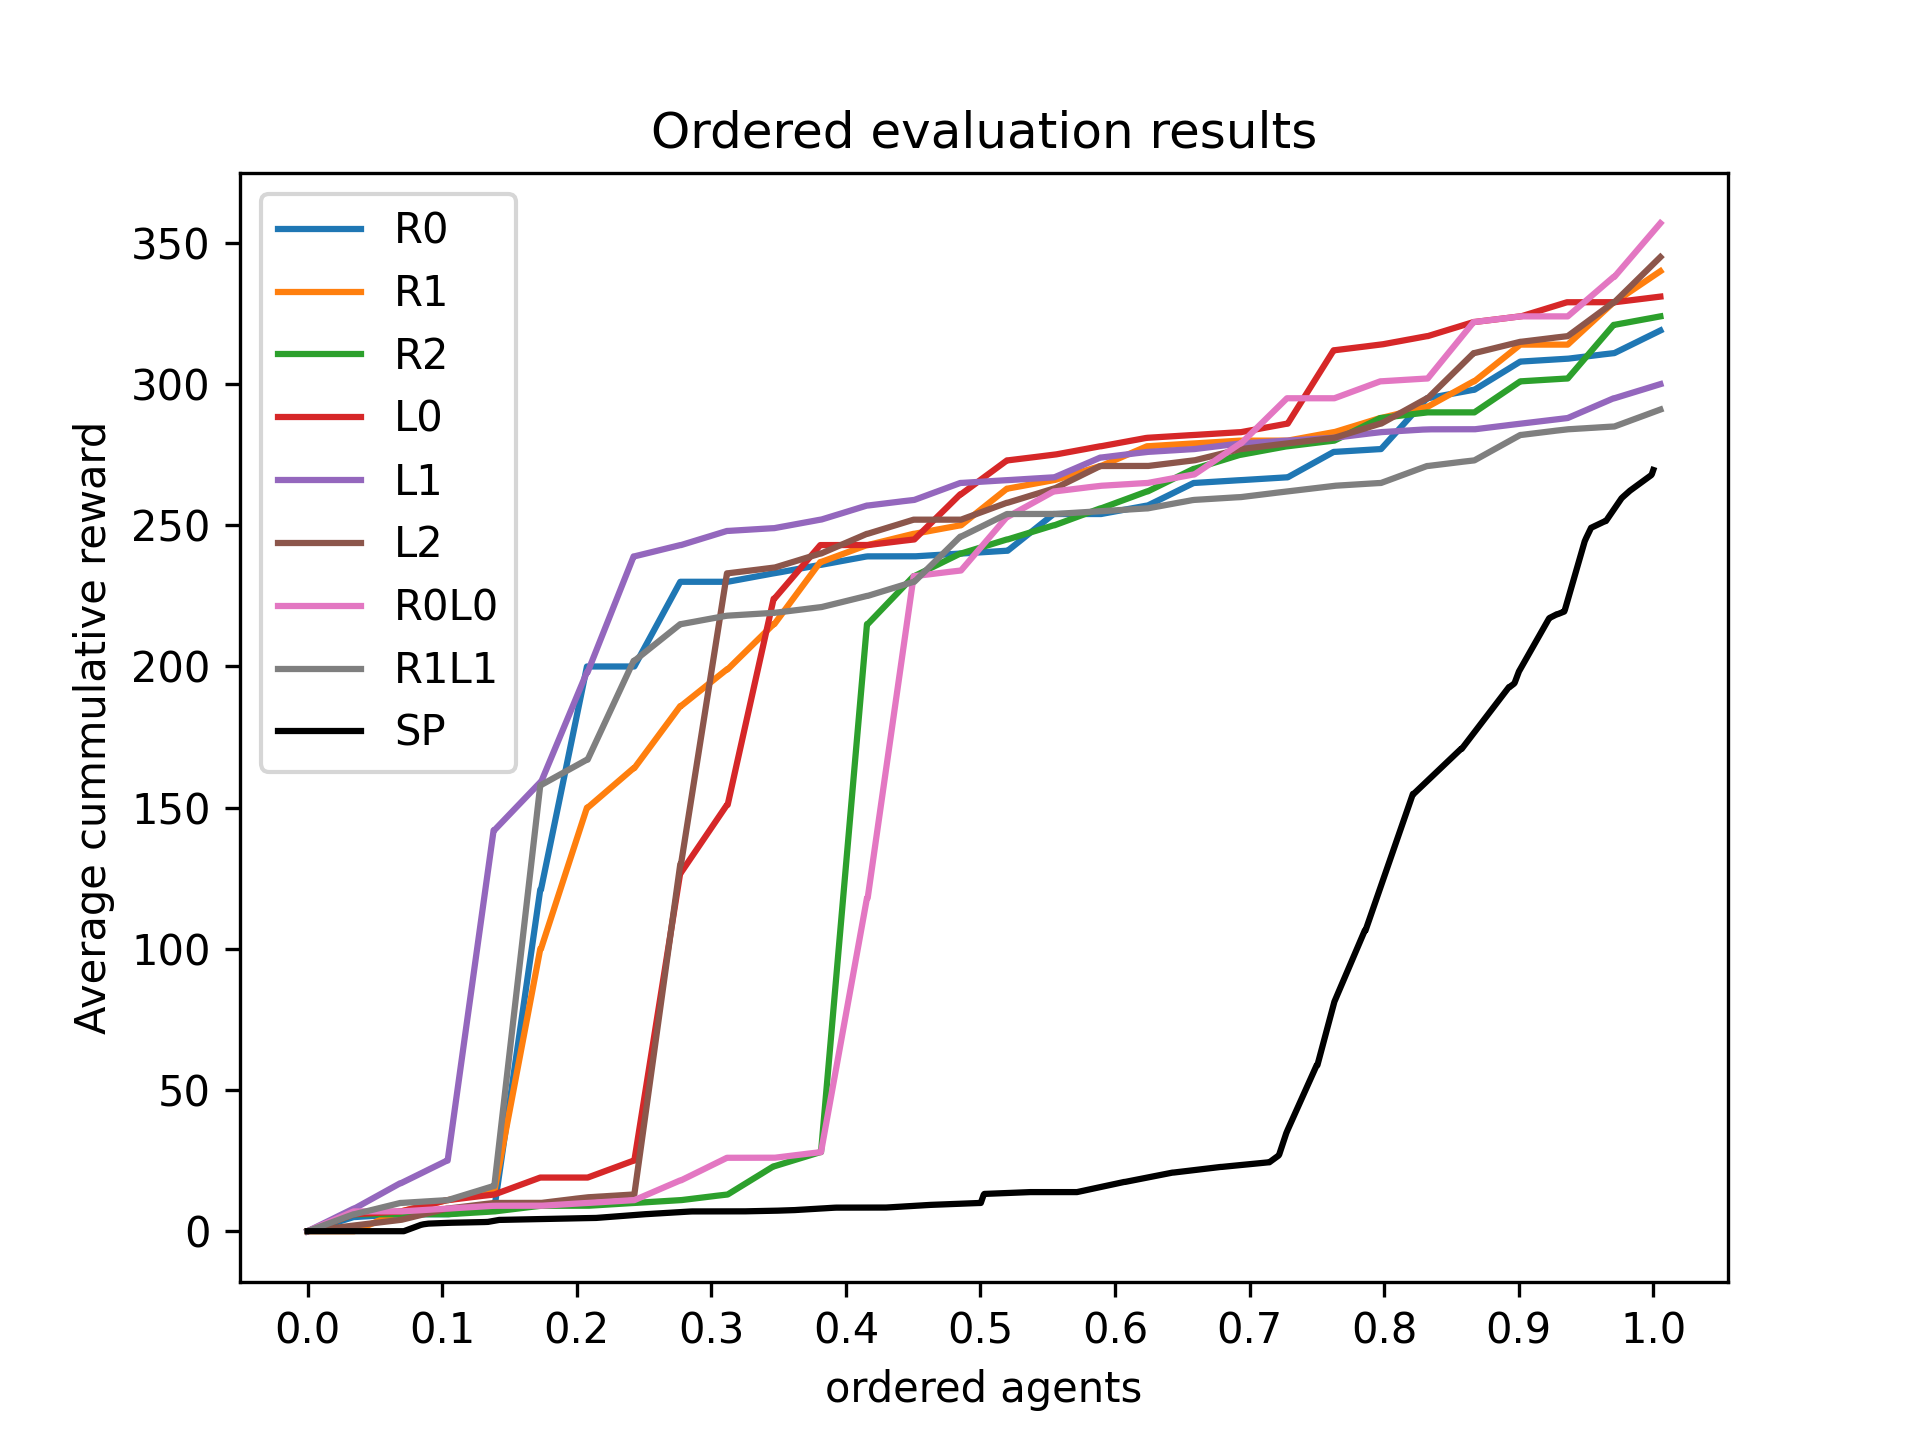 Ordered evaluation results
Average cummulative reward
350
300
250
200
150
100
50
0
R0
R1
R2
L0
L1
L2
R0L0
R1L1
SP
0.0 0.1 0.2 0.3 0.4 0.5 0.6 0.7 0.8 0.9 1.0
ordered agents